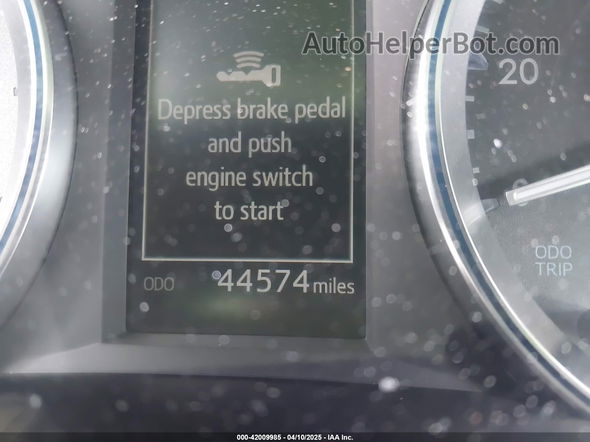 AutoHelperBot.com
Depress brake pedal
and push
engine switch
to start
20
ODO 44574 miles
ODO
TRIP
000-42009985 - 04/10/2025 - IAA Inc.